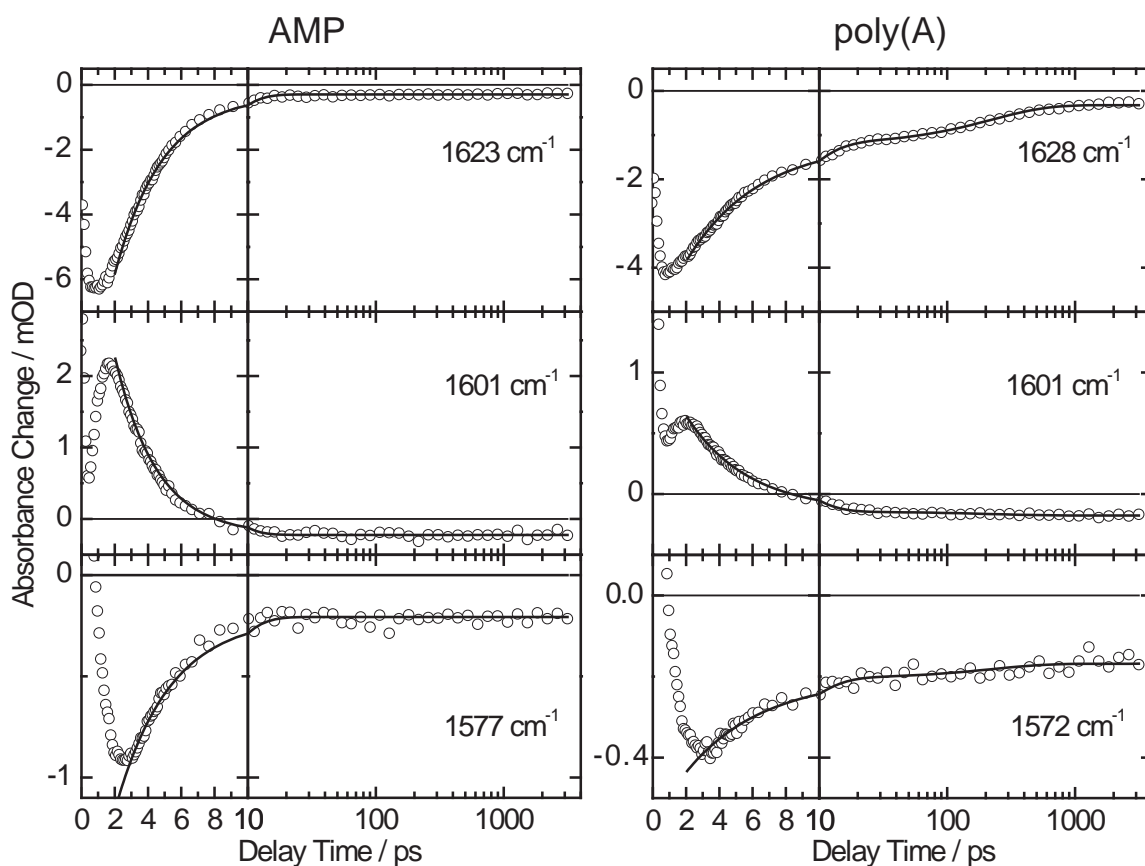 AMP
poly(A)
Absorbance Change / mOD
0
-2
-4
-6
1623 cm⁻¹
0
-2
-4
1628 cm⁻¹
2
1
0
1601 cm⁻¹
1
0
1601 cm⁻¹
0
-1
1577 cm⁻¹
0.0
-0.4
1572 cm⁻¹
0 2 4 6 8 10 100 1000
0 2 4 6 8 10 100 1000
Delay Time / ps
Delay Time / ps